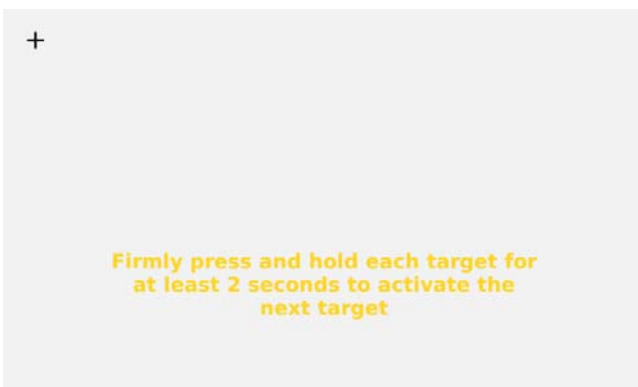 +
Firmly press and hold each target for
at least 2 seconds to activate the
next target